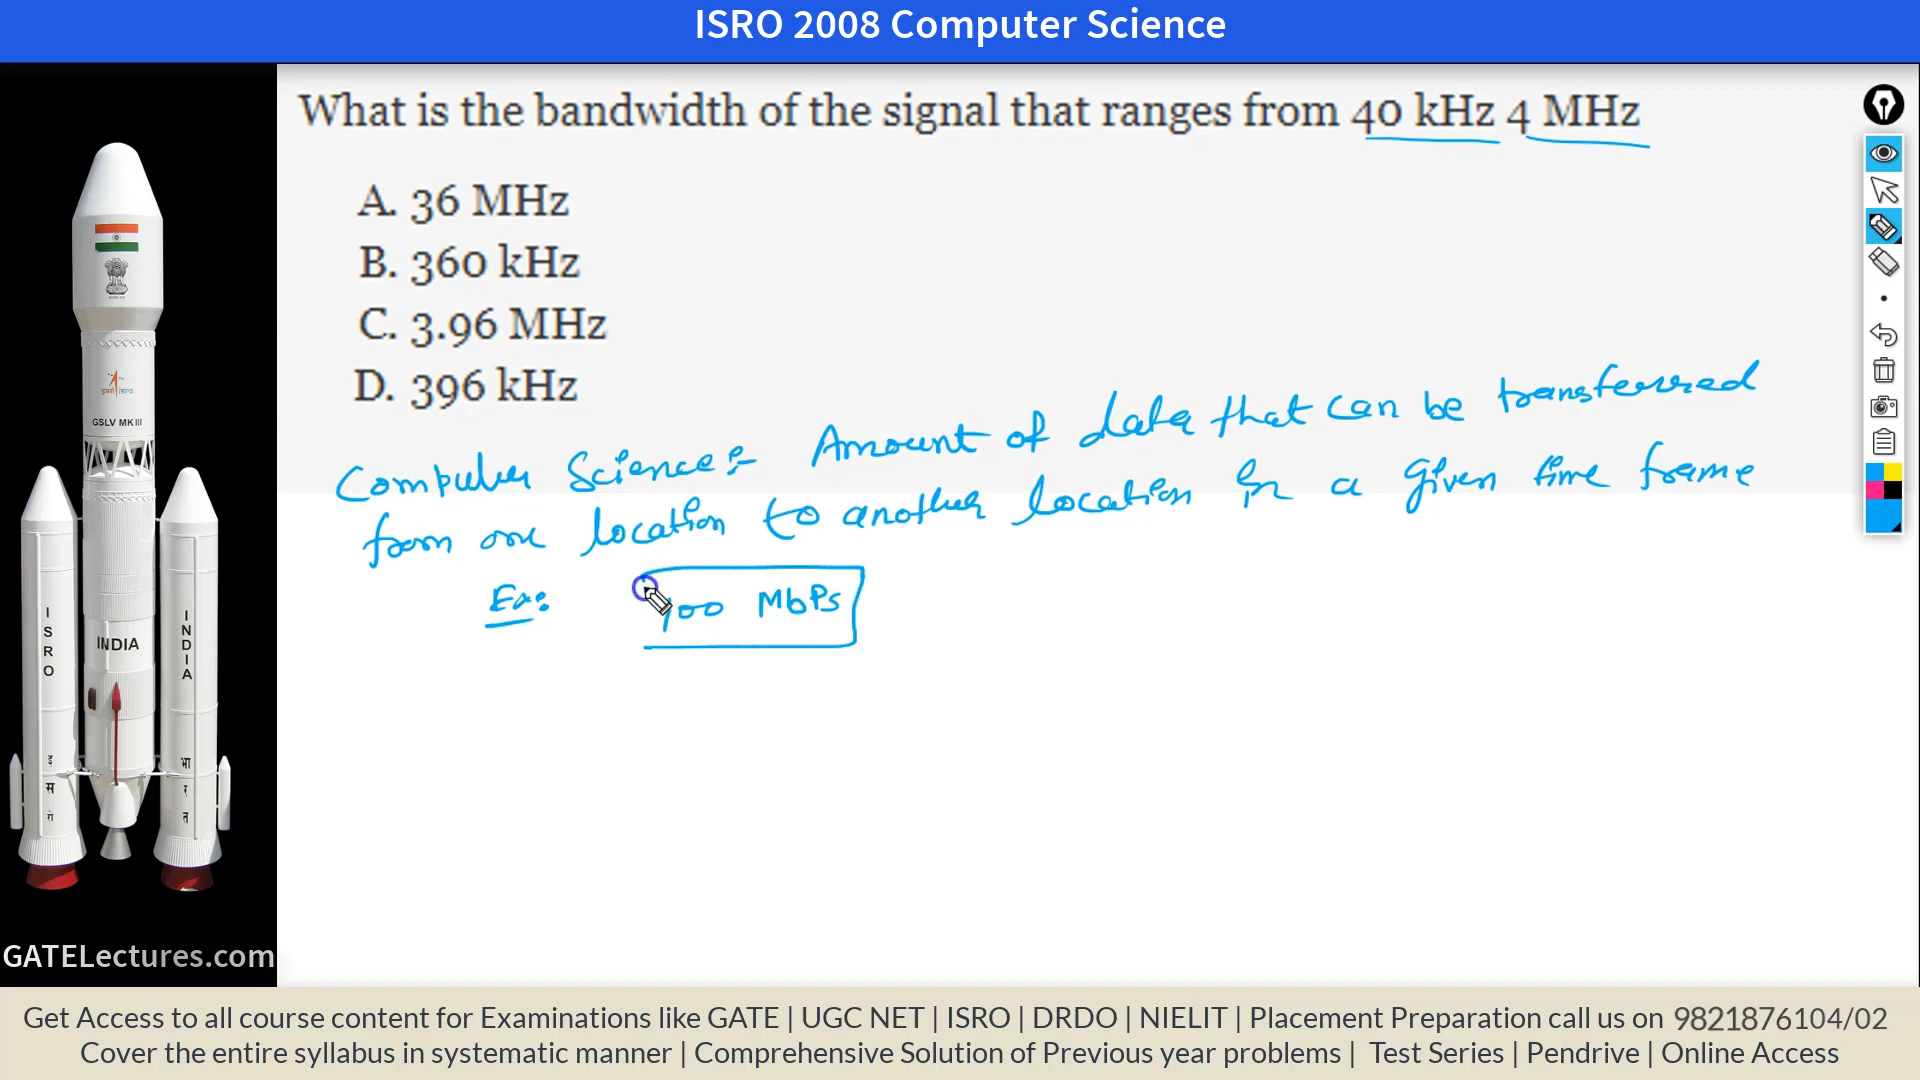 ISRO 2008 Computer Science
What is the bandwidth of the signal that ranges from 40 kHz 4 MHz
A. 36 MHz
B. 360 kHz
C. 3.96 MHz
D. 396 kHz
Computer Science:- Amount of data that can be transferred
from one location to another location in a given time frame
Ex: 100 MbPs
GSLV MKIII
ISRO
INDIA
INDIA
GATELectures.com
Get Access to all course content for Examinations like GATE | UGC NET | ISRO | DRDO | NIELIT | Placement Preparation call us on 9821876104/02
Cover the entire syllabus in systematic manner | Comprehensive Solution of Previous year problems | Test Series | Pendrive | Online Access